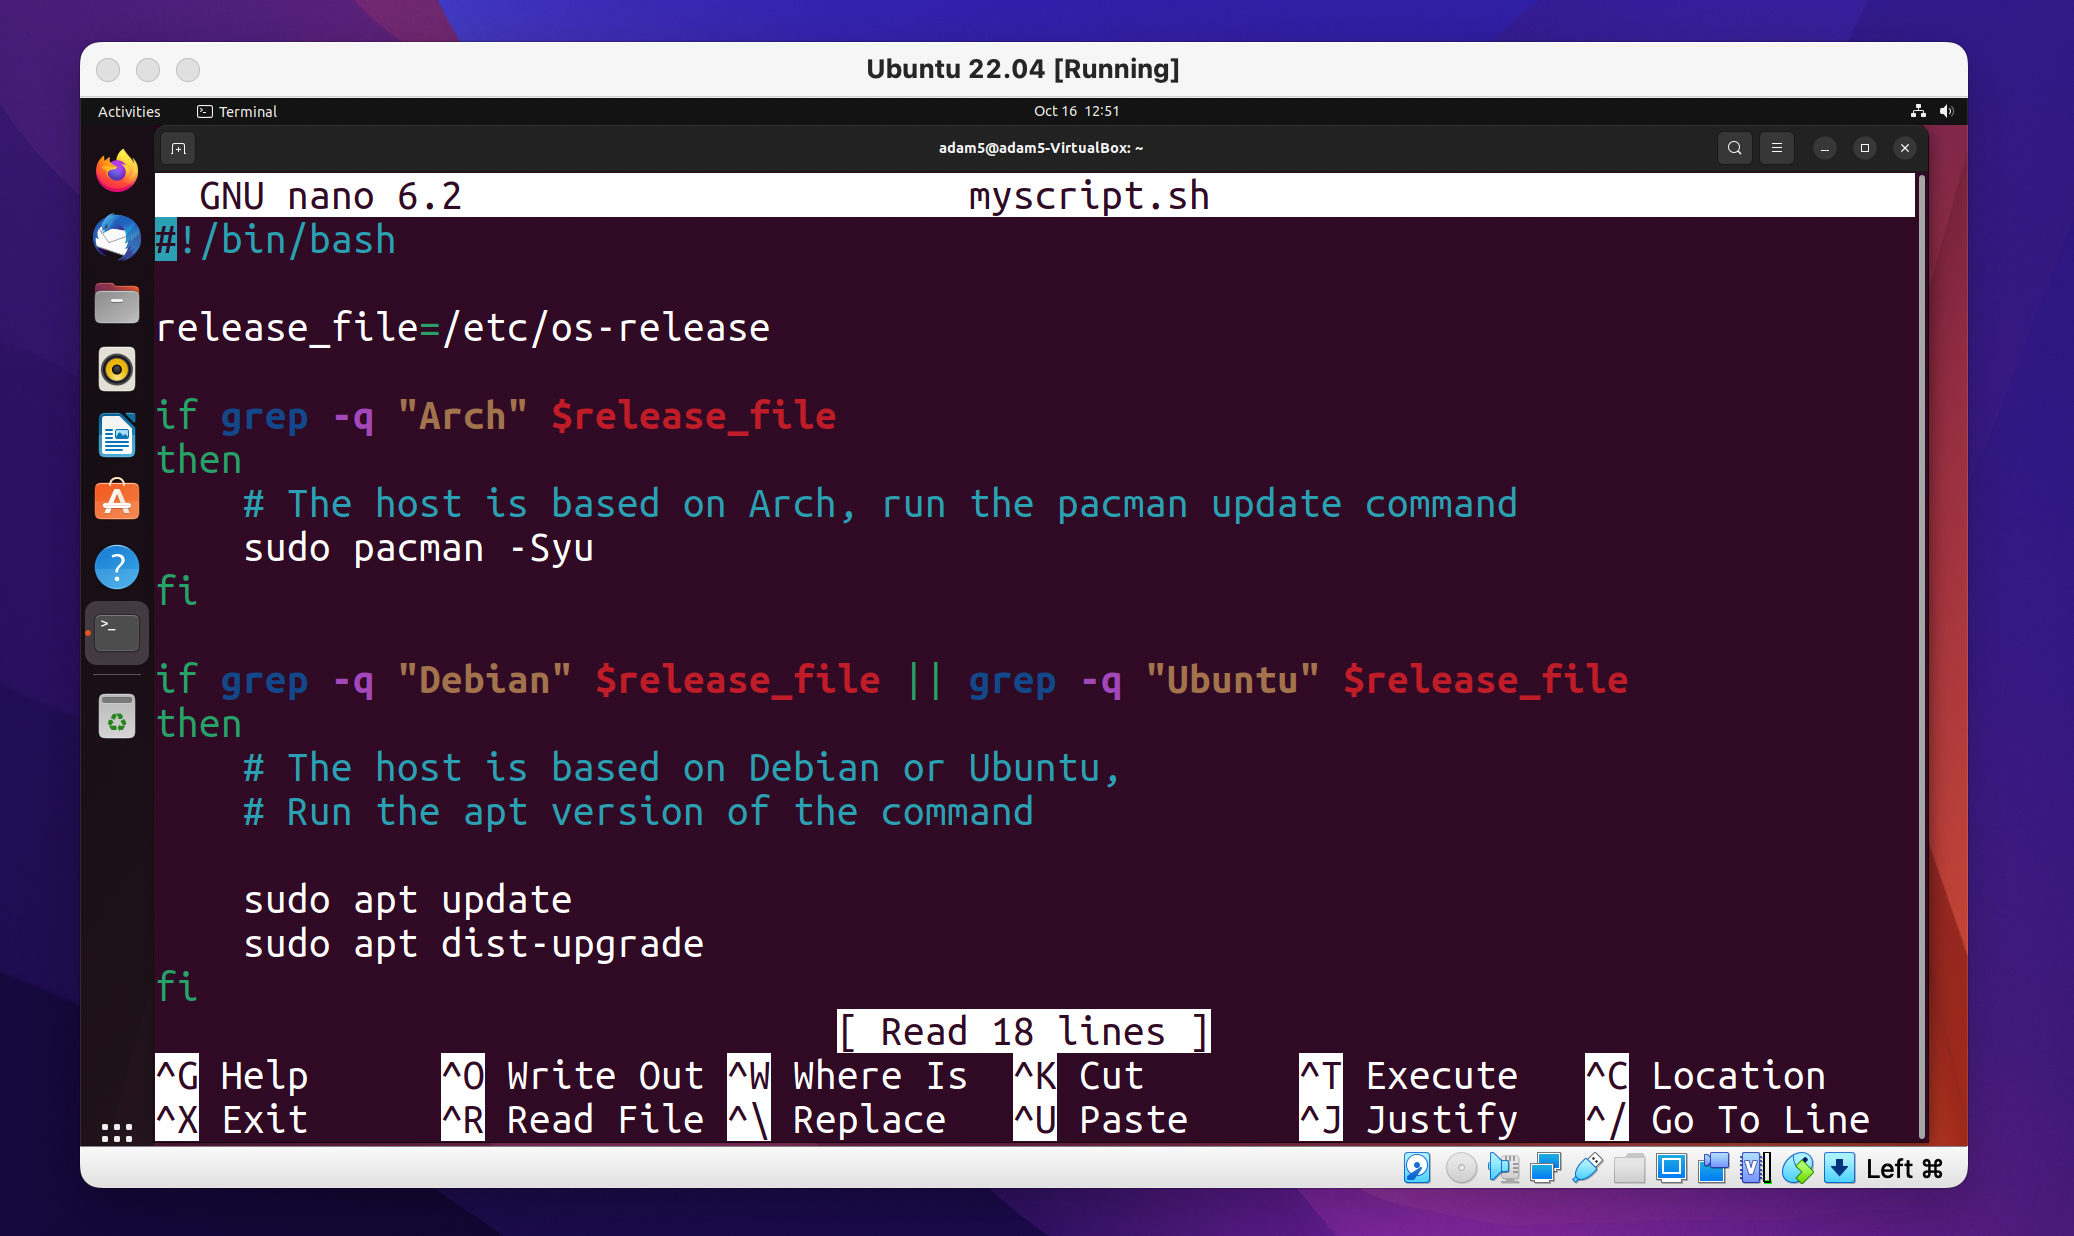 Ubuntu 22.04 [Running]
Activities Terminal Oct 16 12:51
adam5@adam5-VirtualBox: ~
GNU nano 6.2 myscript.sh
#!/bin/bash
release_file=/etc/os-release
if grep -q "Arch" $release_file
then
    # The host is based on Arch, run the pacman update command
    sudo pacman -Syu
fi
if grep -q "Debian" $release_file || grep -q "Ubuntu" $release_file
then
    # The host is based on Debian or Ubuntu,
    # Run the apt version of the command
    sudo apt update
    sudo apt dist-upgrade
fi
[ Read 18 lines ]
^G Help ^O Write Out ^W Where Is ^K Cut ^T Execute ^C Location
^X Exit ^R Read File ^\ Replace ^U Paste ^J Justify ^/ Go To Line
Left ⌘